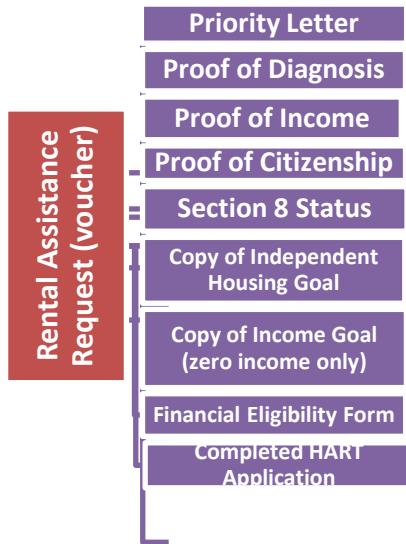 Rental Assistance
Request (voucher)
Priority Letter
Proof of Diagnosis
Proof of Income
Proof of Citizenship
Section 8 Status
Copy of Independent
Housing Goal
Copy of Income Goal
(zero income only)
Financial Eligibility Form
Completed HART
Application